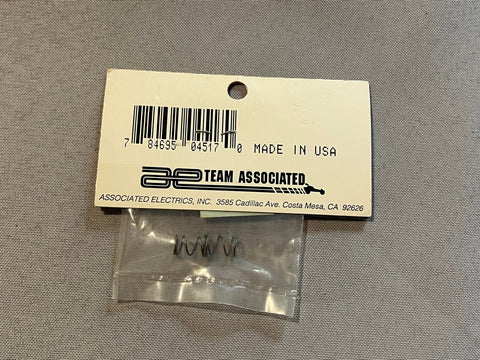 7 84695 04517 0 MADE IN USA
ae TEAM ASSOCIATED
ASSOCIATED ELECTRICS, INC. 3585 Cadillac Ave. Costa Mesa, CA 92626